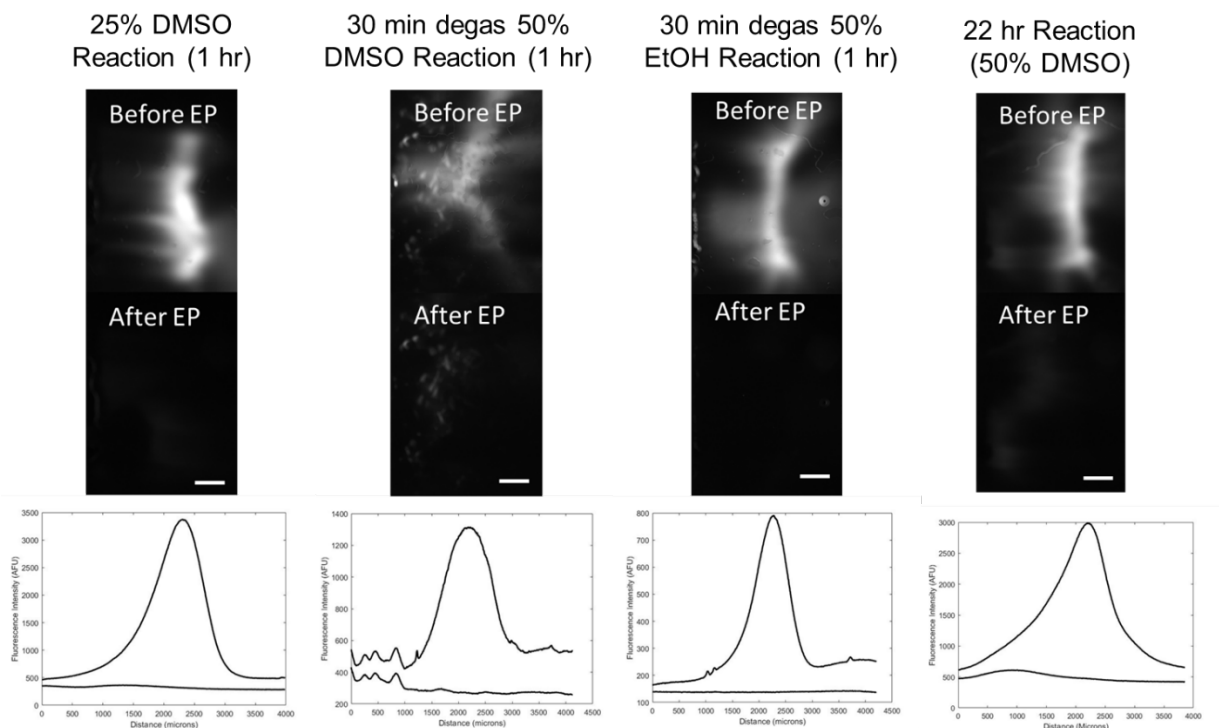 25% DMSO
Reaction (1 hr)
30 min degas 50%
DMSO Reaction (1 hr)
30 min degas 50%
EtOH Reaction (1 hr)
22 hr Reaction
(50% DMSO)
Before EP
Before EP
Before EP
Before EP
After EP
After EP
After EP
After EP
Fluorescence Intensity (AFU)
3500
3000
2500
2000
1500
1000
500
0
0 500 1000 1500 2000 2500 3000 3500 4000
Distance (microns)
Fluorescence Intensity (AFU)
1400
1200
1000
800
600
400
200
0 500 1000 1500 2000 2500 3000 3500 4000 4500
Distance (microns)
Fluorescence Intensity (AFU)
800
700
600
500
400
300
200
100
0 500 1000 1500 2000 2500 3000 3500 4000 4500
Distance (microns)
Fluorescence Intensity (AFU)
3000
2500
2000
1500
1000
500
0
0 500 1000 1500 2000 2500 3000 3500 4000
Distance (Microns)